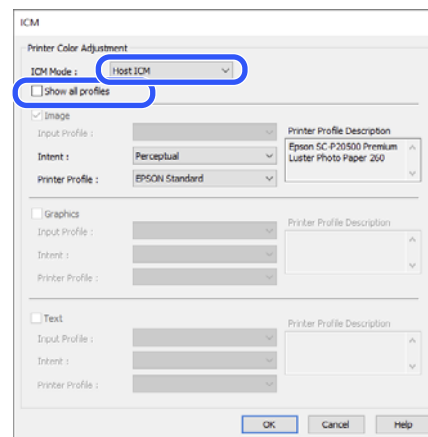 ICM
Printer Color Adjustment
ICM Mode : Host ICM
Show all profiles
Image
Input Profile : Printer Profile Description
Intent : Perceptual Epson SC-P20500 Premium
Luster Photo Paper 260
Printer Profile : EPSON Standard
Graphics
Input Profile : Printer Profile Description
Intent :
Printer Profile :
Text
Input Profile : Printer Profile Description
Intent :
Printer Profile :
OK Cancel Help